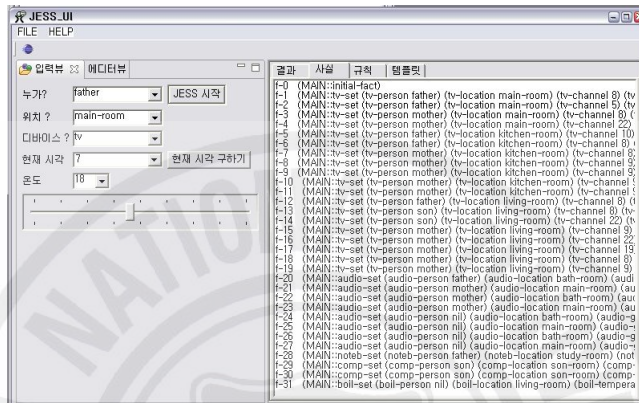 JESS_UI
FILE HELP
입력뷰 에디터뷰
누가? father JESS 시작
위치 ? main-room
디바이스 ? tv
현재 시각 7 현재 시각 구하기
온도 18
결과 사실 규칙 템플릿
f-0 (MAIN::initial-fact)
f-1 (MAIN::tv-set (tv-person father) (tv-location main-room) (tv-channel 8) (tv
f-2 (MAIN::tv-set (tv-person father) (tv-location main-room) (tv-channel 5) (tv
f-3 (MAIN::tv-set (tv-person mother) (tv-location main-room) (tv-channel 8) (
f-4 (MAIN::tv-set (tv-person mother) (tv-location main-room) (tv-channel 22)
f-5 (MAIN::tv-set (tv-person father) (tv-location kitchen-room) (tv-channel 10)
f-6 (MAIN::tv-set (tv-person father) (tv-location kitchen-room) (tv-channel 8)
f-7 (MAIN::tv-set (tv-person mother) (tv-location kitchen-room) (tv-channel 8
f-8 (MAIN::tv-set (tv-person mother) (tv-location kitchen-room) (tv-channel 9
f-9 (MAIN::tv-set (tv-person mother) (tv-location kitchen-room) (tv-channel 9
f-10 (MAIN::tv-set (tv-person mother) (tv-location kitchen-room) (tv-channel
f-11 (MAIN::tv-set (tv-person mother) (tv-location kitchen-room) (tv-channel
f-12 (MAIN::tv-set (tv-person father) (tv-location living-room) (tv-channel 8) (t
f-13 (MAIN::tv-set (tv-person son) (tv-location living-room) (tv-channel 8) (tv
f-14 (MAIN::tv-set (tv-person son) (tv-location living-room) (tv-channel 22) (t
f-15 (MAIN::tv-set (tv-person mother) (tv-location living-room) (tv-channel 9)
f-16 (MAIN::tv-set (tv-person mother) (tv-location living-room) (tv-channel 22
f-17 (MAIN::tv-set (tv-person mother) (tv-location living-room) (tv-channel 19
f-18 (MAIN::tv-set (tv-person mother) (tv-location living-room) (tv-channel 8)
f-19 (MAIN::tv-set (tv-person mother) (tv-location living-room) (tv-channel 9)
f-20 (MAIN::audio-set (audio-person father) (audio-location bath-room) (audi
f-21 (MAIN::audio-set (audio-person mother) (audio-location main-room) (au
f-22 (MAIN::audio-set (audio-person mother) (audio-location bath-room) (au
f-23 (MAIN::audio-set (audio-person mother) (audio-location main-room) (au
f-24 (MAIN::audio-set (audio-person nil) (audio-location bath-room) (audio-g
f-25 (MAIN::audio-set (audio-person nil) (audio-location main-room) (audio-
f-26 (MAIN::audio-set (audio-person nil) (audio-location bath-room) (audio-g
f-27 (MAIN::audio-set (audio-person nil) (audio-location main-room) (audio-
f-28 (MAIN::noteb-set (noteb-person father) (noteb-location study-room) (not
f-29 (MAIN::comp-set (comp-person son) (comp-location son-room) (comp-
f-30 (MAIN::comp-set (comp-person son) (comp-location son-room) (comp-
f-31 (MAIN::boil-set (boil-person nil) (boil-location living-room) (boil-tempera